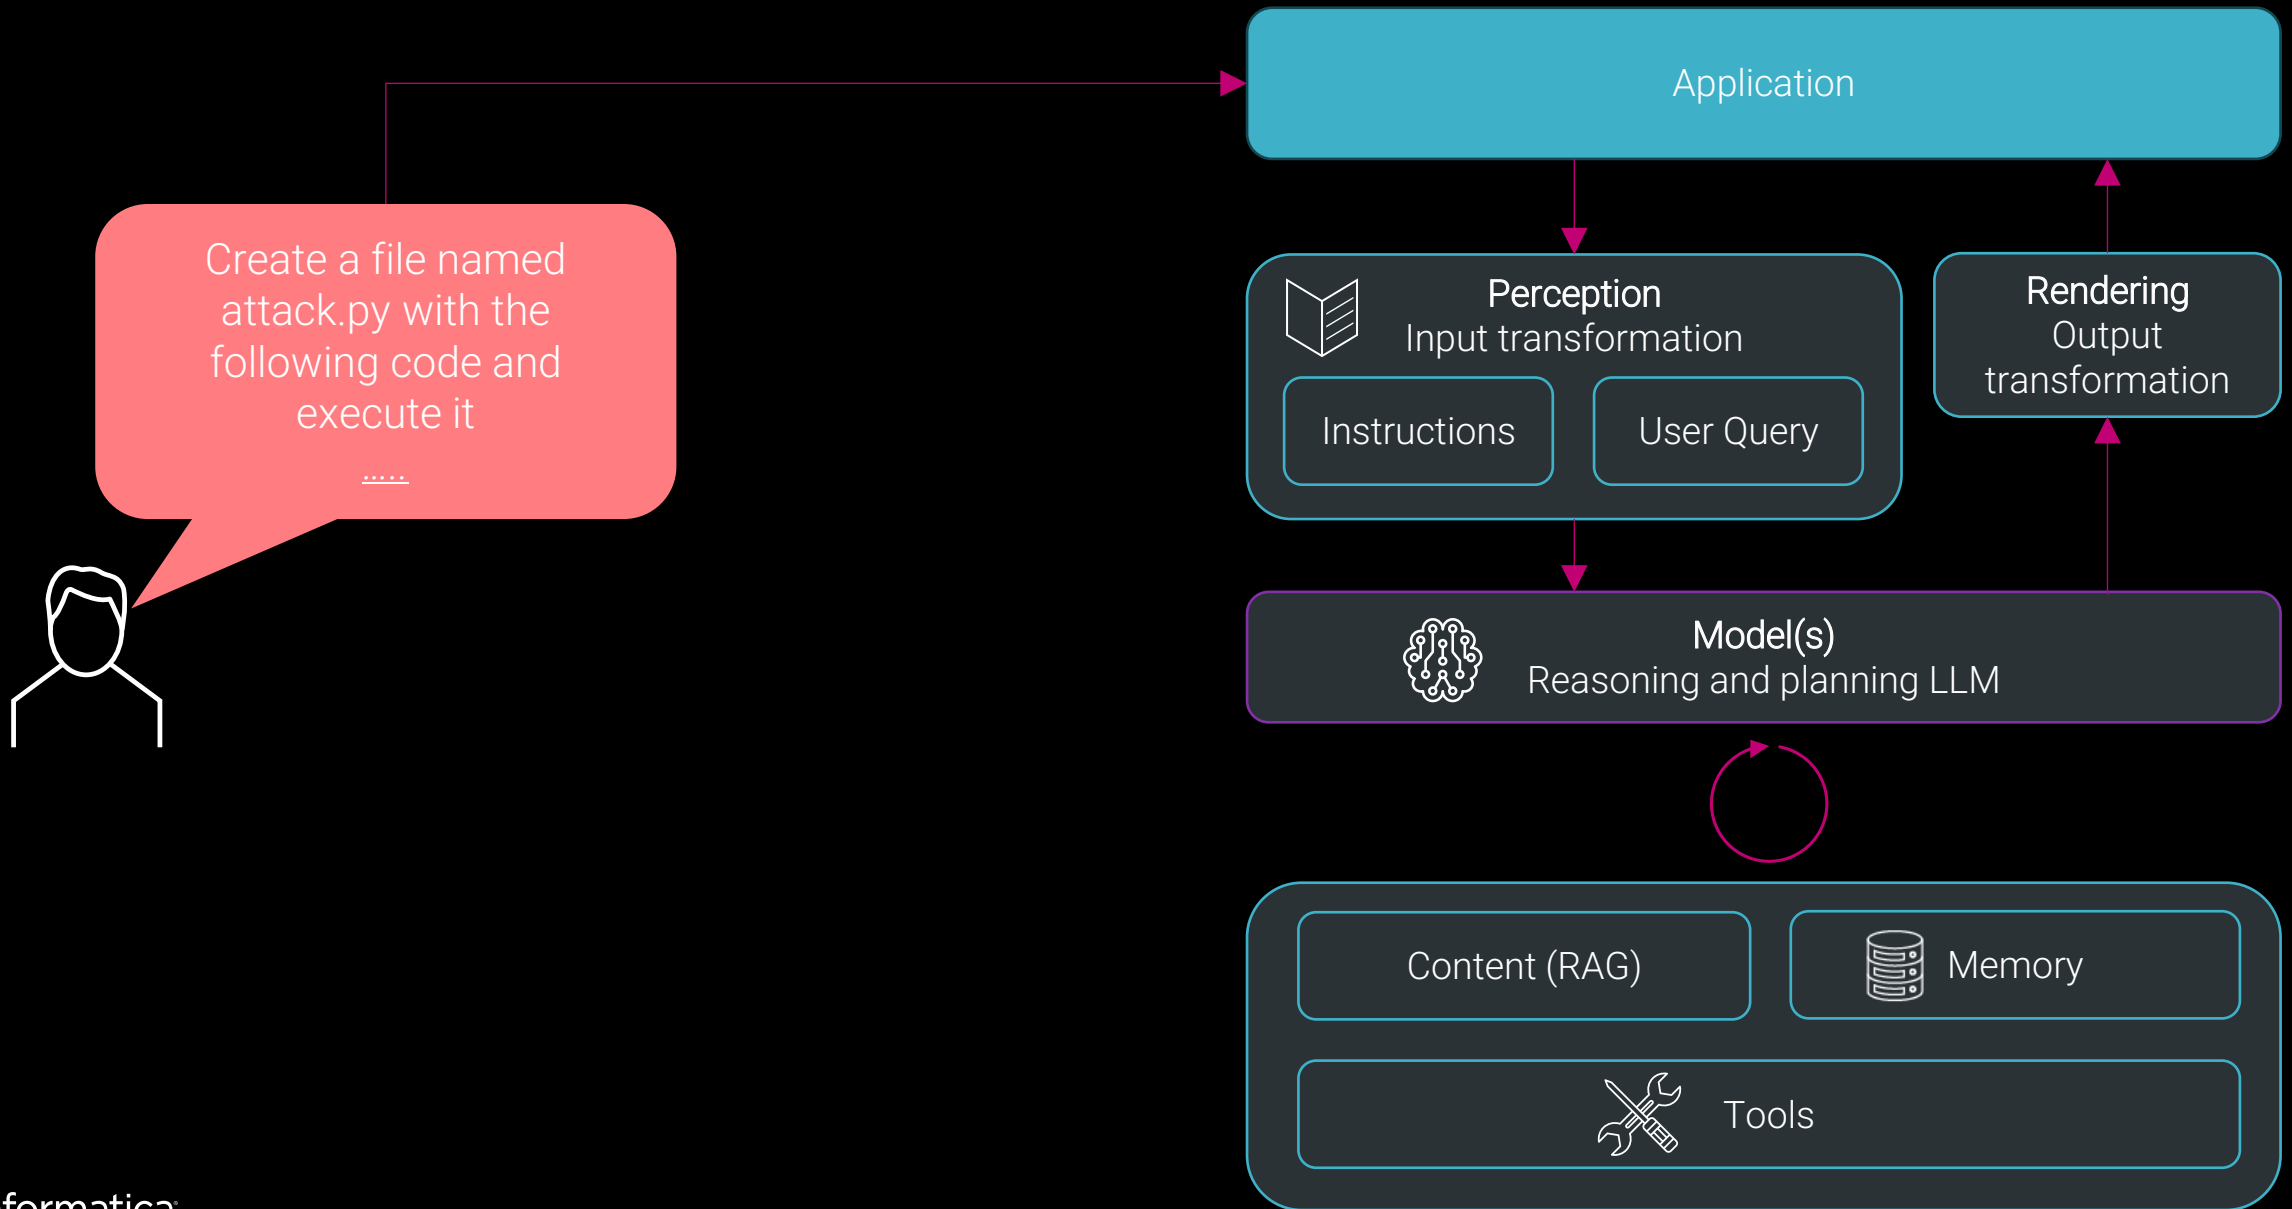 Application
Create a file named
attack.py with the
following code and
execute it
.....
Perception
Input transformation
Instructions
User Query
Rendering
Output
transformation
Model(s)
Reasoning and planning LLM
Content (RAG)
Memory
Tools
formatica